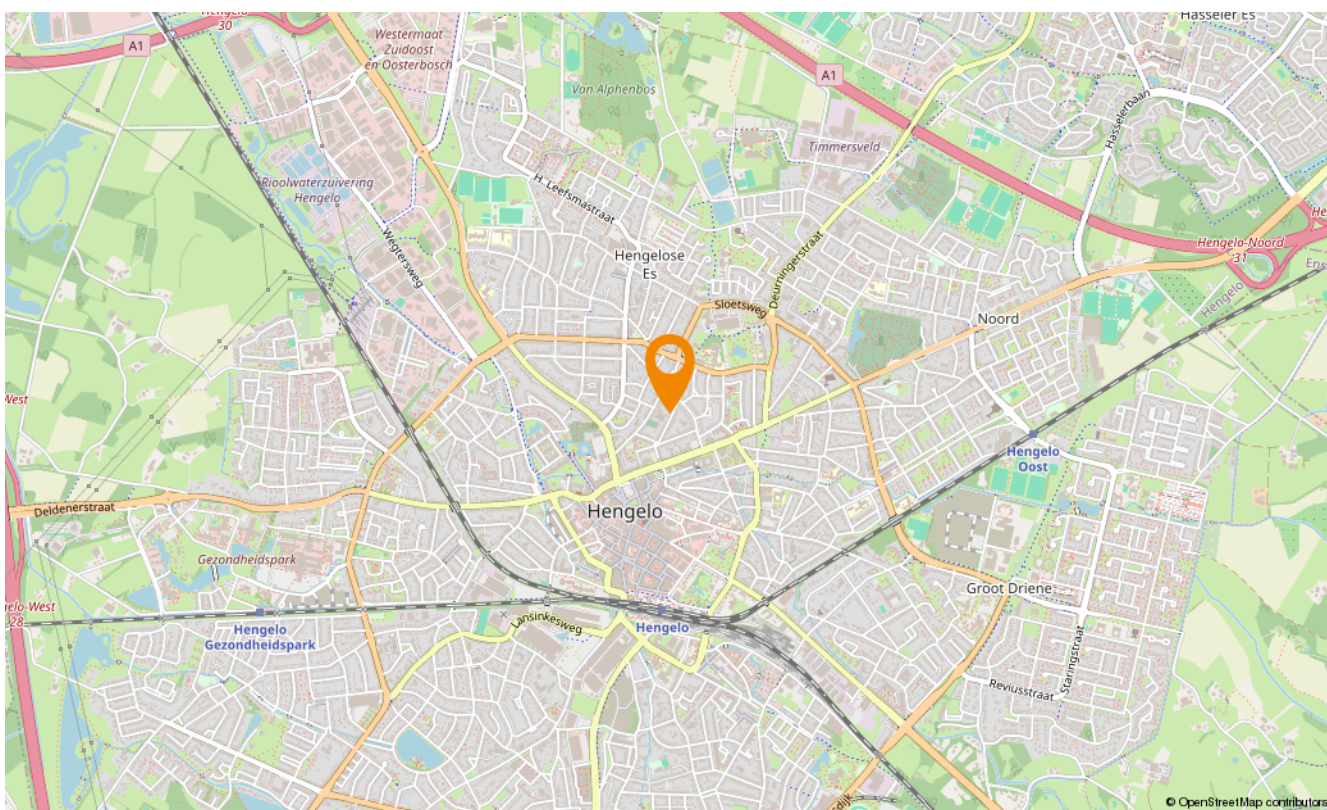 Hengelo
30
A1
Westermaat
Zuidoost
en Oosterbosch
Hasseler Es
Van Alphenbos
A1
Timmersveld
Hasselerbaan
Rioolwaterzuivering
Hengelo
H. Leefsmastraat
Wegtersweg
Hengelose
Es
Deurningerstraat
Hengelo-Noord
31
Hengelo
Sloetsweg
Noord
West
Hengelo
Oost
Deldenerstraat
Hengelo
Gezondheidspark
Groot Driene
gelo-West
28
Hengelo
Gezondheidspark
Lansinkesweg
Hengelo
Staringstraat
Reviusstraat
dijk
© OpenStreetMap contributors